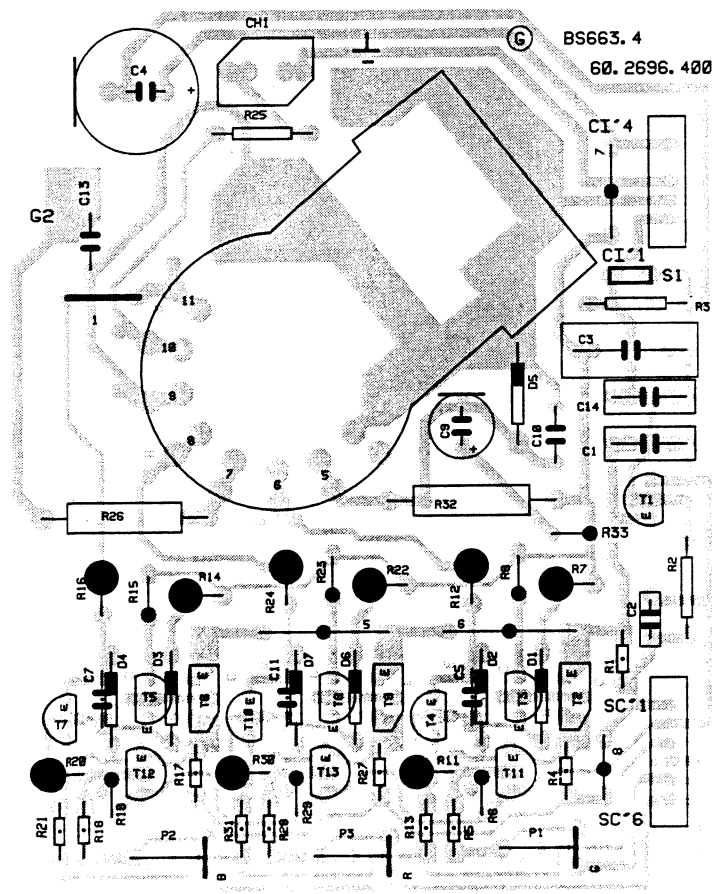 CH1
G BS663.4
C4
+
60.2696.400
R25
CI'4
7
C13
G2
CI'1
S1
11
1
R3
10
C3
9
D5
C14
8
C9
C10
+
C1
7
6
5
R26
R32
T1
E
R33
R16
R15
R14
R24
R23
R22
R12
R8
R7
R2
5
6
C2
C7
D4
D3
C11
D7
D6
C5
D2
D1
R1
E
T7
T5
E
T6
E
T10
T8
E
T9
E
T4
T3
E
T2
SC'1
R20
E
T12
R17
R30
E
T13
R27
R11
E
T11
R4
8
R18
R29
R6
R21
R18
R31
R28
R13
R5
SC'6
P2
P3
P1
B
R
G